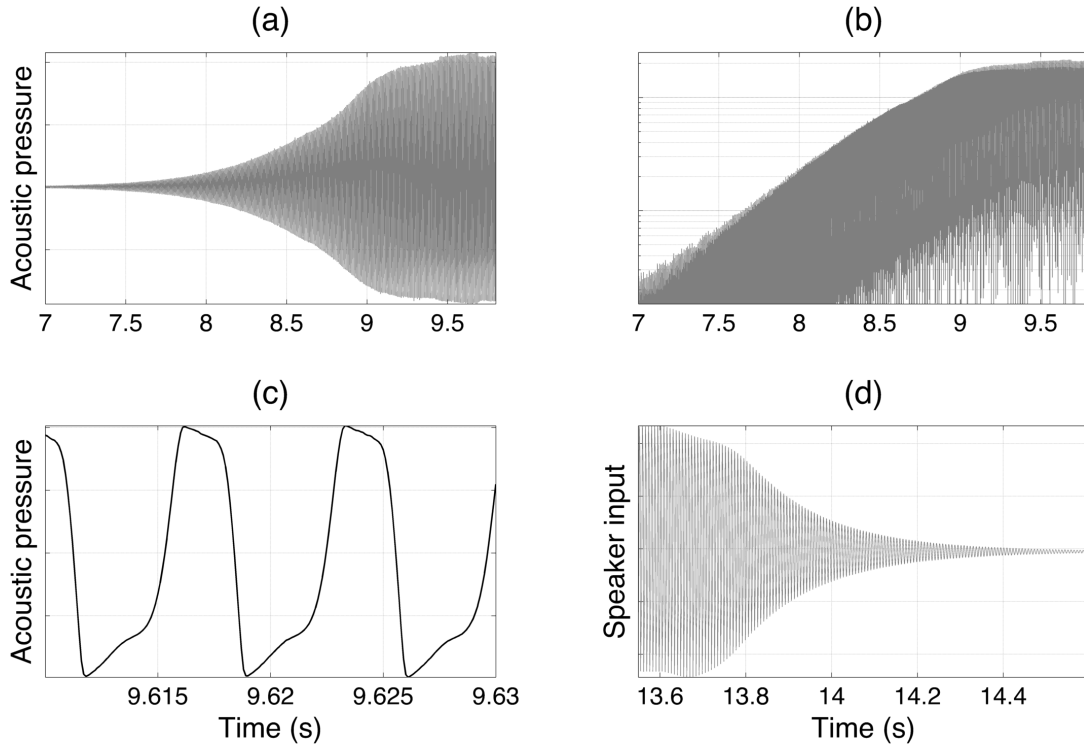 (a)
(b)
Acoustic pressure
7 7.5 8 8.5 9 9.5
7 7.5 8 8.5 9 9.5
(c)
(d)
Acoustic pressure
Speaker input
9.615 9.62 9.625 9.63
13.6 13.8 14 14.2 14.4
Time (s)
Time (s)